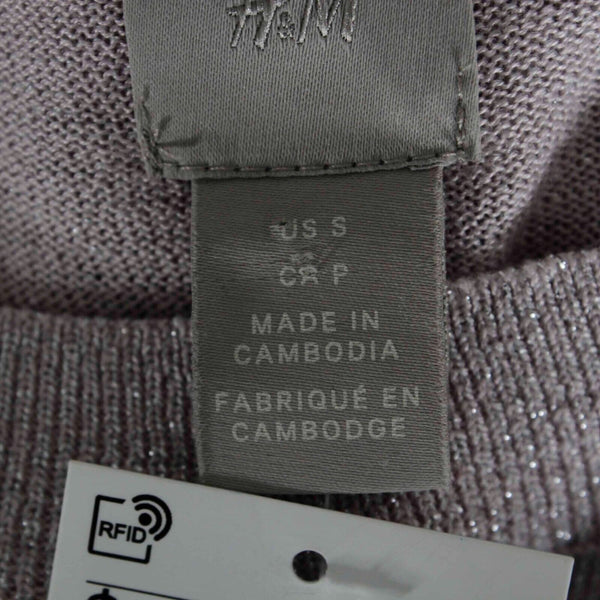 H&M
US S
CA P
MADE IN
CAMBODIA
FABRIQUÉ EN
CAMBODGE
RFID